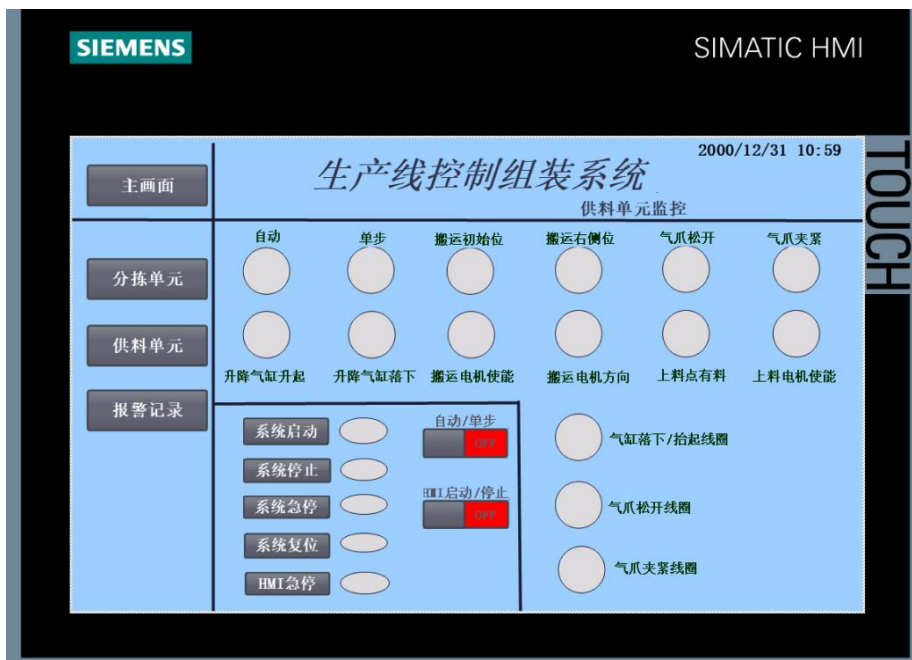 SIEMENS
SIMATIC HMI
TOUCH
2000/12/31 10:59
生产线控制组装系统
供料单元监控
主画面
分拣单元
供料单元
报警记录
自动
单步
搬运初始位
搬运右侧位
气爪松开
气爪夹紧
升降气缸升起
升降气缸落下
搬运电机使能
搬运电机方向
上料点有料
上料电机使能
系统启动
系统停止
系统急停
系统复位
HMI急停
自动/单步
OFF
HMI启动/停止
OFF
气缸落下/抬起线圈
气爪松开线圈
气爪夹紧线圈